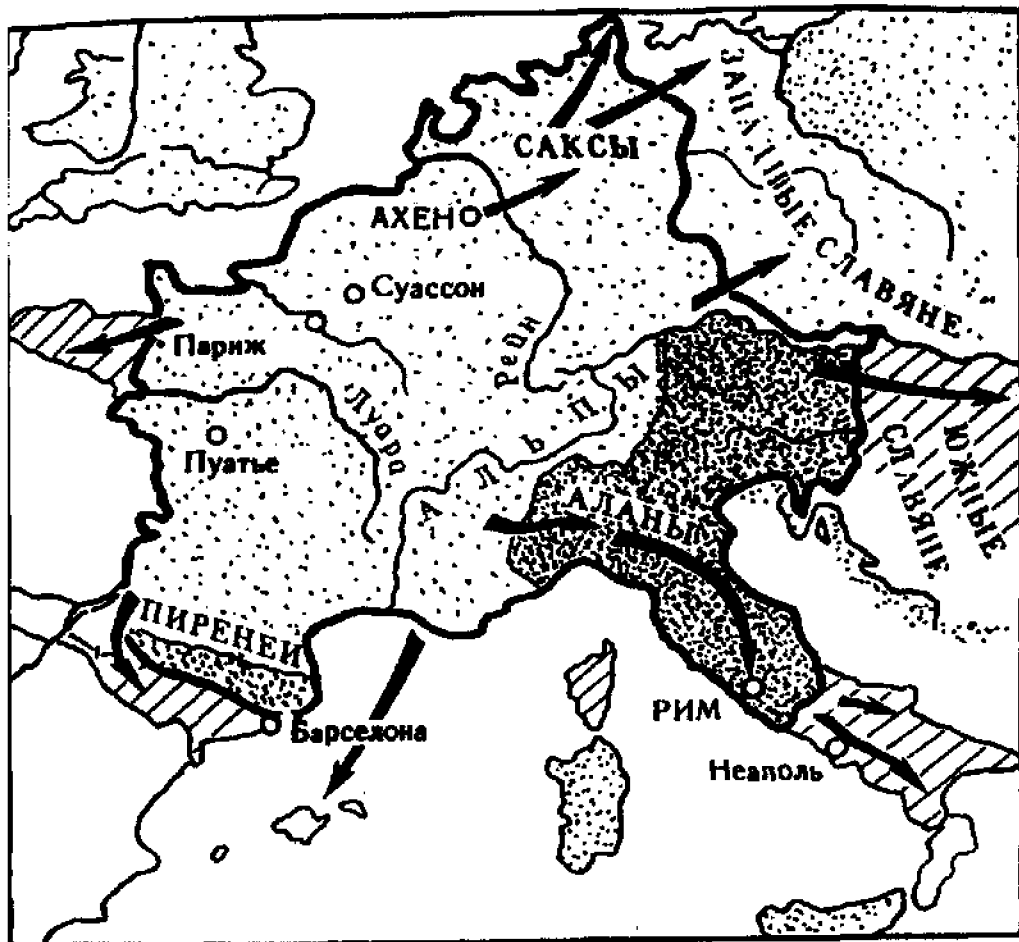 ЗАПАДНЫЕ СЛАВЯНЕ
САКСЫ
АХЕН
Суассон
Рейн
Париж
Луара
АЛЬПЫ
Пуатье
АЛАНЫ
ЮЖНЫЕ
СЛАВЯНЕ
ПИРЕНЕИ
РИМ
Барселона
Неаполь